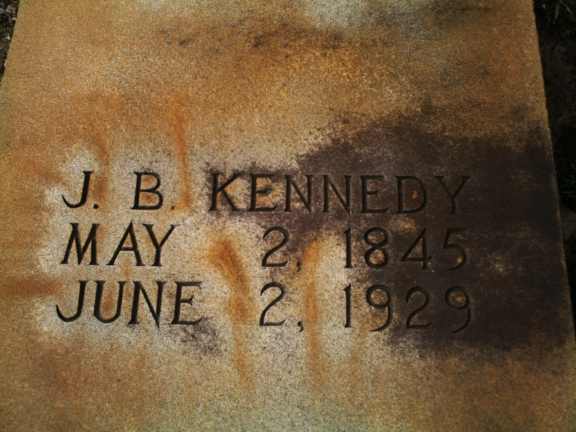 J. B. KENNEDY
MAY 2, 1845
JUNE 2, 1929